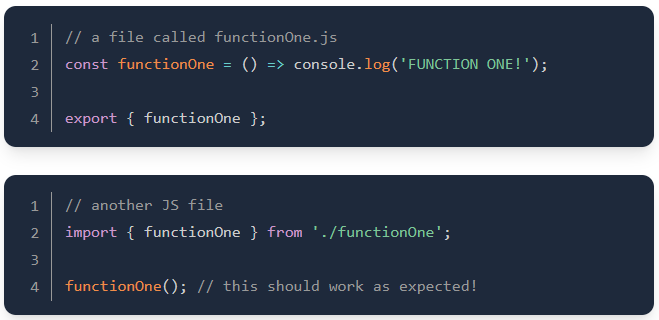 1 // a file called functionOne.js
2 const functionOne = () => console.log('FUNCTION ONE!');
3
4 export { functionOne };
1 // another JS file
2 import { functionOne } from './functionOne';
3
4 functionOne(); // this should work as expected!